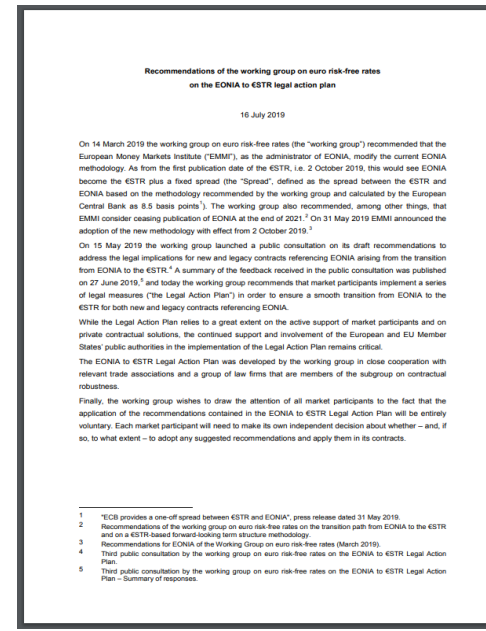 Recommendations of the working group on euro risk-free rates
on the EONIA to €STR legal action plan
16 July 2019
On 14 March 2019 the working group on euro risk-free rates (the "working group") recommended that the
European Money Markets Institute ("EMMI"), as the administrator of EONIA, modify the current EONIA
methodology. As from the first publication date of the €STR, i.e. 2 October 2019, this would see EONIA
become the €STR plus a fixed spread (the "Spread", defined as the spread between the €STR and
EONIA based on the methodology recommended by the working group and calculated by the European
Central Bank as 8.5 basis points¹). The working group also recommended, among other things, that
EMMI consider ceasing publication of EONIA at the end of 2021.² On 31 May 2019 EMMI announced the
adoption of the new methodology with effect from 2 October 2019.³
On 15 May 2019 the working group launched a public consultation on its draft recommendations to
address the legal implications for new and legacy contracts referencing EONIA arising from the transition
from EONIA to the €STR.⁴ A summary of the feedback received in the public consultation was published
on 27 June 2019,⁵ and today the working group recommends that market participants implement a series
of legal measures ("the Legal Action Plan") in order to ensure a smooth transition from EONIA to the
€STR for both new and legacy contracts referencing EONIA.
While the Legal Action Plan relies to a great extent on the active support of market participants and on
private contractual solutions, the continued support and involvement of the European and EU Member
States' public authorities in the implementation of the Legal Action Plan remains critical.
The EONIA to €STR Legal Action Plan was developed by the working group in close cooperation with
relevant trade associations and a group of law firms that are members of the subgroup on contractual
robustness.
Finally, the working group wishes to draw the attention of all market participants to the fact that the
application of the recommendations contained in the EONIA to €STR Legal Action Plan will be entirely
voluntary. Each market participant will need to make its own independent decision about whether – and, if
so, to what extent – to adopt any suggested recommendations and apply them in its contracts.
1 "ECB provides a one-off spread between €STR and EONIA", press release dated 31 May 2019.
2 Recommendations of the working group on euro risk-free rates on the transition path from EONIA to the €STR
and on a €STR-based forward-looking term structure methodology.
3 Recommendations for EONIA of the Working Group on euro risk-free rates (March 2019).
4 Third public consultation by the working group on euro risk-free rates on the EONIA to €STR Legal Action
Plan.
5 Third public consultation by the working group on euro risk-free rates on the EONIA to €STR Legal Action
Plan – Summary of responses.